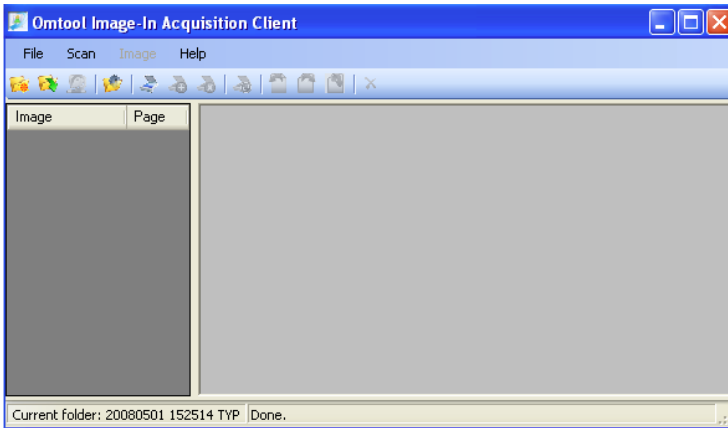 Omtool Image-In Acquisition Client
File Scan Image Help
Image Page
Current folder: 20080501 152514 TYP Done.